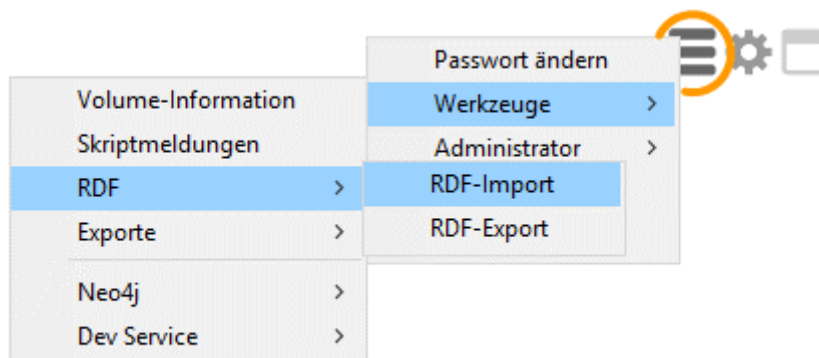 Passwort ändern
Werkzeuge
Administrator
Volume-Information
Skriptmeldungen
RDF
Exporte
Neo4j
Dev Service
RDF-Import
RDF-Export